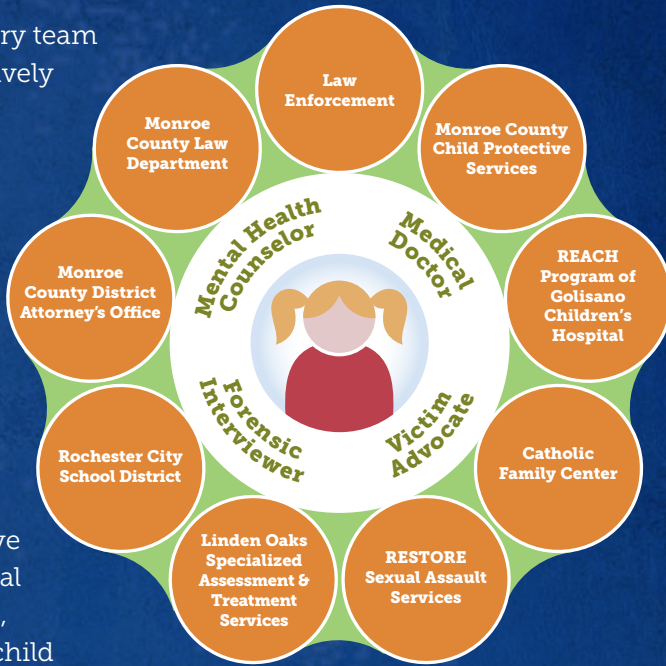 ry team
vely
Law
Enforcement
Monroe County
Child Protective
Services
REACH
Program of
Golisano
Children's
Hospital
Catholic
Family Center
RESTORE
Sexual Assault
Services
Linden Oaks
Specialized
Assessment &
Treatment
Services
Rochester City
School District
Monroe
County District
Attorney's Office
Monroe
County Law
Department
Mental Health
Counselor
Medical
Doctor
Victim
Advocate
Forensic
Interviewer
ve
al
,
child